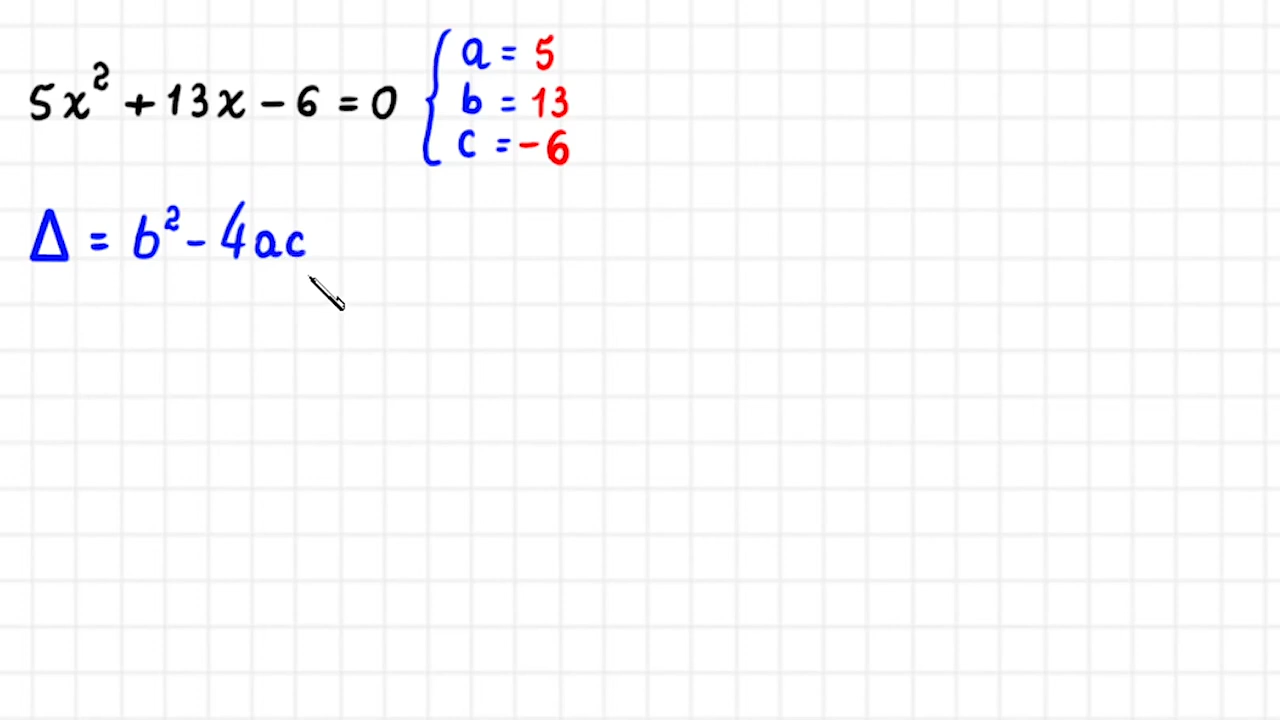 5x² + 13x - 6 = 0
a = 5
b = 13
c = -6
Δ = b² - 4ac